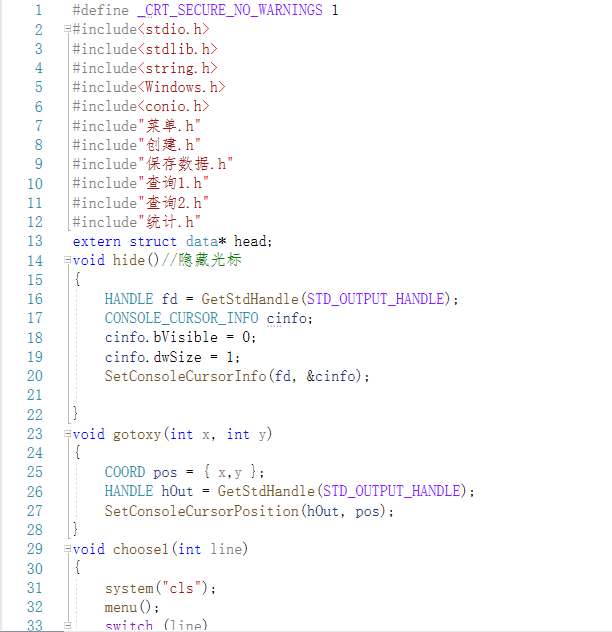 1 #define _CRT_SECURE_NO_WARNINGS 1
2 #include<stdio.h>
3 #include<stdlib.h>
4 #include<string.h>
5 #include<Windows.h>
6 #include<conio.h>
7 #include"菜单.h"
8 #include"创建.h"
9 #include"保存数据.h"
10 #include"查询1.h"
11 #include"查询2.h"
12 #include"统计.h"
13 extern struct data* head;
14 void hide()//隐藏光标
15 {
16 HANDLE fd = GetStdHandle(STD_OUTPUT_HANDLE);
17 CONSOLE_CURSOR_INFO cinfo;
18 cinfo.bVisible = 0;
19 cinfo.dwSize = 1;
20 SetConsoleCursorInfo(fd, &cinfo);
21
22 }
23 void gotoxy(int x, int y)
24 {
25 COORD pos = { x,y };
26 HANDLE hOut = GetStdHandle(STD_OUTPUT_HANDLE);
27 SetConsoleCursorPosition(hOut, pos);
28 }
29 void choose1(int line)
30 {
31 system("cls");
32 menu();
33 switch (line)